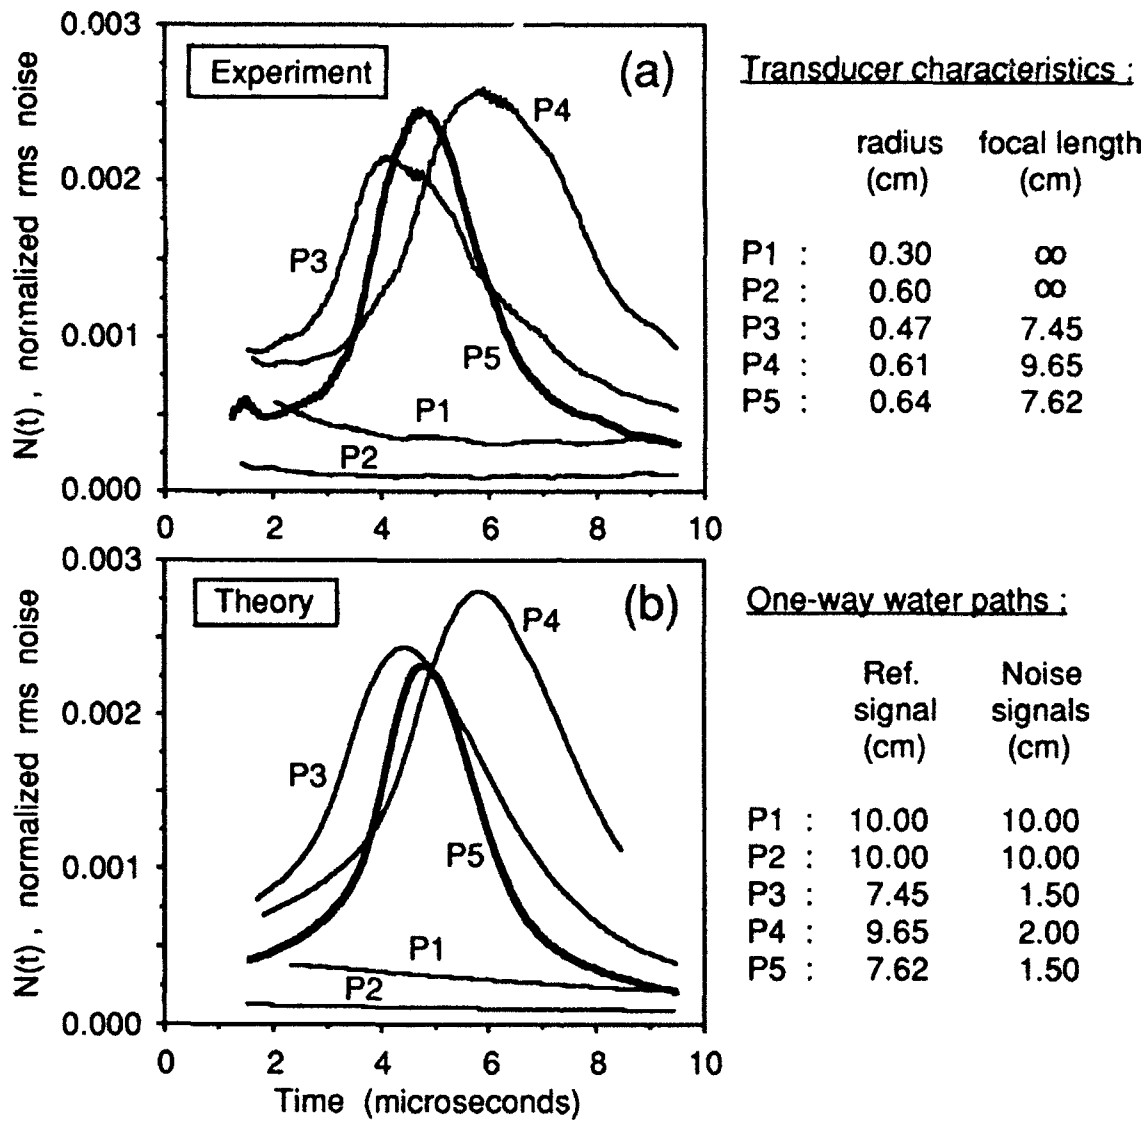 0.003
0.002
0.001
0.000
N(t), normalized rms noise
Experiment
(a)
P4
P3
P5
P1
P2
0 2 4 6 8 10
Transducer characteristics :
radius focal length
(cm) (cm)
P1 : 0.30 ∞
P2 : 0.60 ∞
P3 : 0.47 7.45
P4 : 0.61 9.65
P5 : 0.64 7.62
0.003
0.002
0.001
0.000
N(t), normalized rms noise
Theory
(b)
P4
P3
P5
P1
P2
0 2 4 6 8 10
Time (microseconds)
One-way water paths :
Ref. Noise
signal signals
(cm) (cm)
P1 : 10.00 10.00
P2 : 10.00 10.00
P3 : 7.45 1.50
P4 : 9.65 2.00
P5 : 7.62 1.50